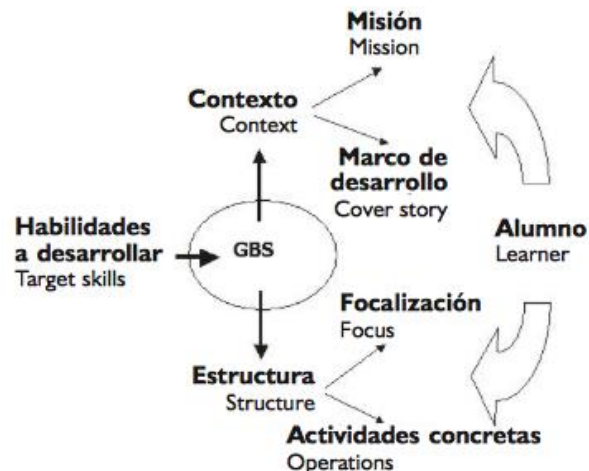 Misión
Mission
Contexto
Context
Marco de
desarrollo
Cover story
Habilidades
a desarrollar
Target skills
GBS
Alumno
Learner
Focalización
Focus
Estructura
Structure
Actividades concretas
Operations